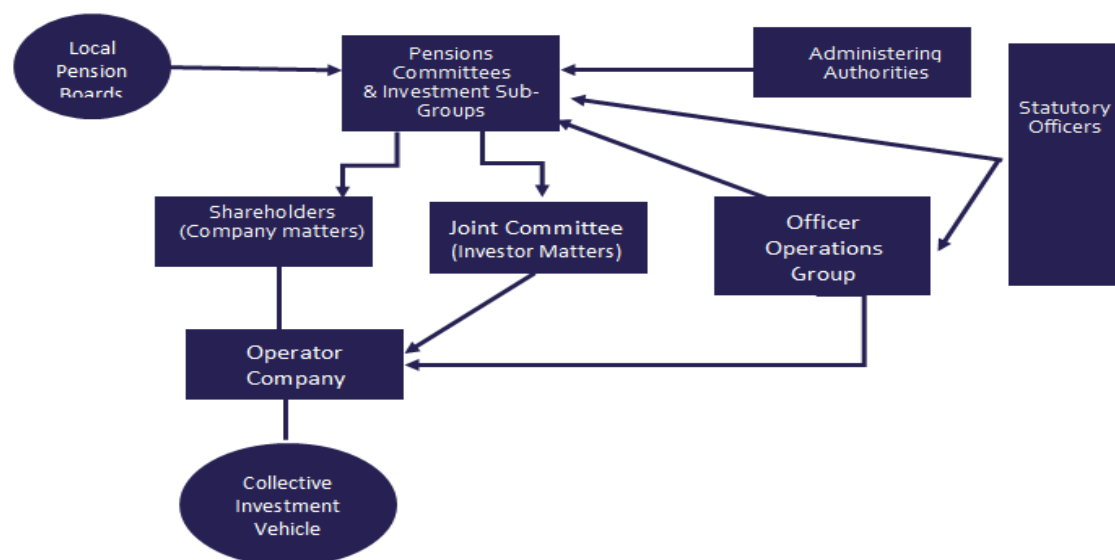 Local
Pension
Boards
Pensions
Committees
& Investment Sub-
Groups
Administering
Authorities
Statutory
Officers
Shareholders
(Company matters)
Joint Committee
(Investor Matters)
Officer
Operations
Group
Operator
Company
Collective
Investment
Vehicle